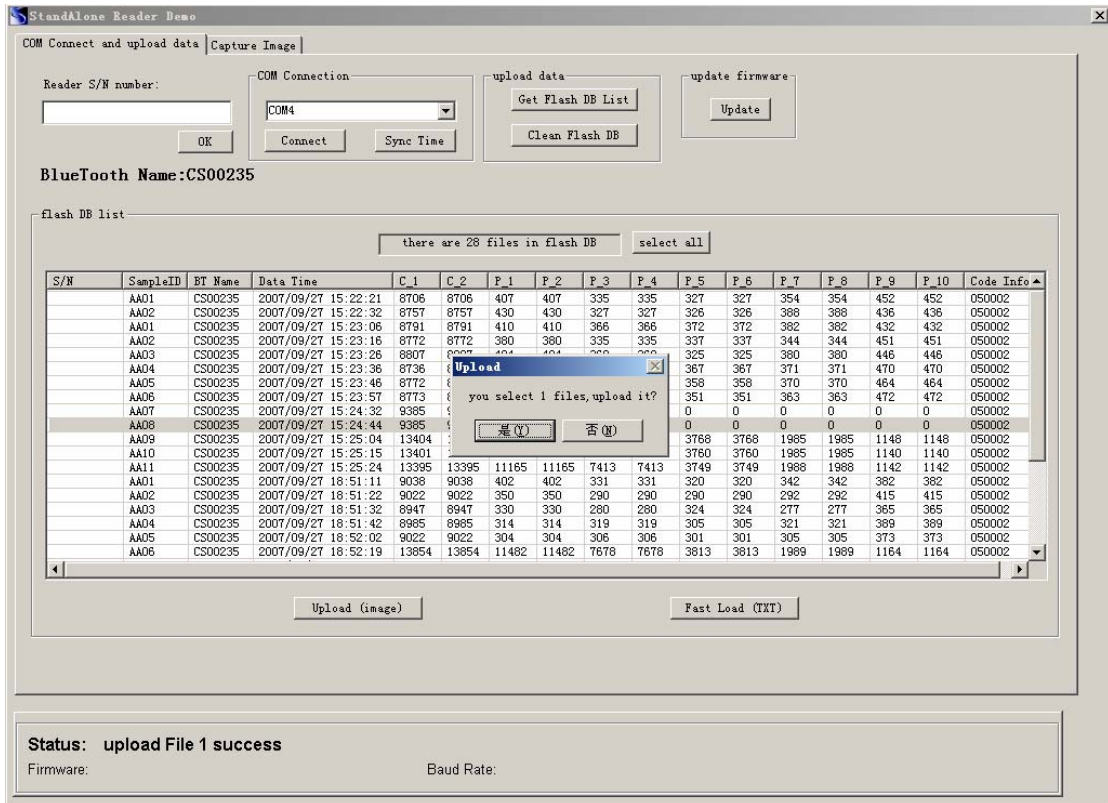 StandAlone Reader Demo
COM Connect and upload data Capture Image
Reader S/N number:
OK
COM Connection
COM4
Connect Sync Time
upload data
Get Flash DB List
Clean Flash DB
update firmware
Update
BlueTooth Name:CS00235
flash DB list
there are 28 files in flash DB select all
S/N SampleID BT Name Data Time C_1 C_2 P_1 P_2 P_3 P_4 P_5 P_6 P_7 P_8 P_9 P_10 Code Info
AA01 CS00235 2007/09/27 15:22:21 8706 8706 407 407 335 335 327 327 354 354 452 452 050002
AA02 CS00235 2007/09/27 15:22:32 8757 8757 430 430 327 327 326 326 388 388 436 436 050002
AA01 CS00235 2007/09/27 15:23:06 8791 8791 410 410 366 366 372 372 382 382 432 432 050002
AA02 CS00235 2007/09/27 15:23:16 8772 8772 380 380 335 335 337 337 344 344 451 451 050002
AA03 CS00235 2007/09/27 15:23:26 8807 325 325 380 380 446 446 050002
AA04 CS00235 2007/09/27 15:23:36 8736 367 367 371 371 470 470 050002
AA05 CS00235 2007/09/27 15:23:46 8772 358 358 370 370 464 464 050002
AA06 CS00235 2007/09/27 15:23:57 8773 351 351 363 363 472 472 050002
AA07 CS00235 2007/09/27 15:24:32 9385 0 0 0 0 0 0 050002
AA08 CS00235 2007/09/27 15:24:44 9385 0 0 0 0 0 0 050002
AA09 CS00235 2007/09/27 15:25:04 13404 3768 3768 1985 1985 1148 1148 050002
AA10 CS00235 2007/09/27 15:25:15 13401 3760 3760 1985 1985 1140 1140 050002
AA11 CS00235 2007/09/27 15:25:24 13395 13395 11165 11165 7413 7413 3749 3749 1988 1988 1142 1142 050002
AA01 CS00235 2007/09/27 18:51:11 9038 9038 402 402 331 331 320 320 342 342 382 382 050002
AA02 CS00235 2007/09/27 18:51:22 9022 9022 350 350 290 290 290 290 292 292 415 415 050002
AA03 CS00235 2007/09/27 18:51:32 8947 8947 330 330 280 280 324 324 277 277 365 365 050002
AA04 CS00235 2007/09/27 18:51:42 8985 8985 314 314 319 319 305 305 321 321 389 389 050002
AA05 CS00235 2007/09/27 18:52:02 9022 9022 304 304 306 306 301 301 305 305 373 373 050002
AA06 CS00235 2007/09/27 18:52:19 13854 13854 11482 11482 7678 7678 3813 3813 1989 1989 1164 1164 050002
Upload
you select 1 files,upload it?
是(Y) 否(N)
Upload (image) Fast Load (TXT)
Status: upload File 1 success
Firmware: Baud Rate: